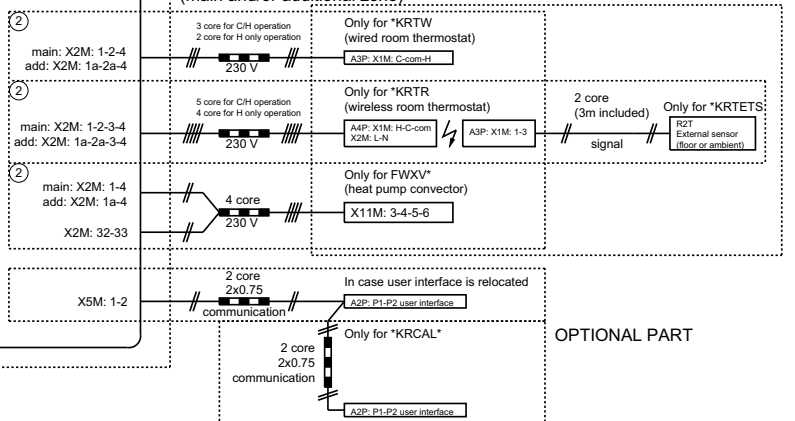 (main and/or additional zone)
2
3 core for C/H operation
2 core for H only operation
Only for *KRTW
(wired room thermostat)
main: X2M: 1-2-4
add: X2M: 1a-2a-4
230 V
A3P: X1M: C-com-H
2
5 core for C/H operation
4 core for H only operation
Only for *KRTR
(wireless room thermostat)
2 core
(3m included)
Only for *KRTETS
main: X2M: 1-2-3-4
add: X2M: 1a-2a-3-4
230 V
A4P: X1M: H-C-com
X2M: L-N
A3P: X1M: 1-3
signal
R2T
External sensor
(floor or ambient)
2
main: X2M: 1-4
add: X2M: 1a-4
X2M: 32-33
4 core
230 V
Only for FWXV*
(heat pump convector)
X11M: 3-4-5-6
X5M: 1-2
2 core
2x0.75
communication
In case user interface is relocated
A2P: P1-P2 user interface
Only for *KRCAL*
OPTIONAL PART
2 core
2x0.75
communication
A2P: P1-P2 user interface